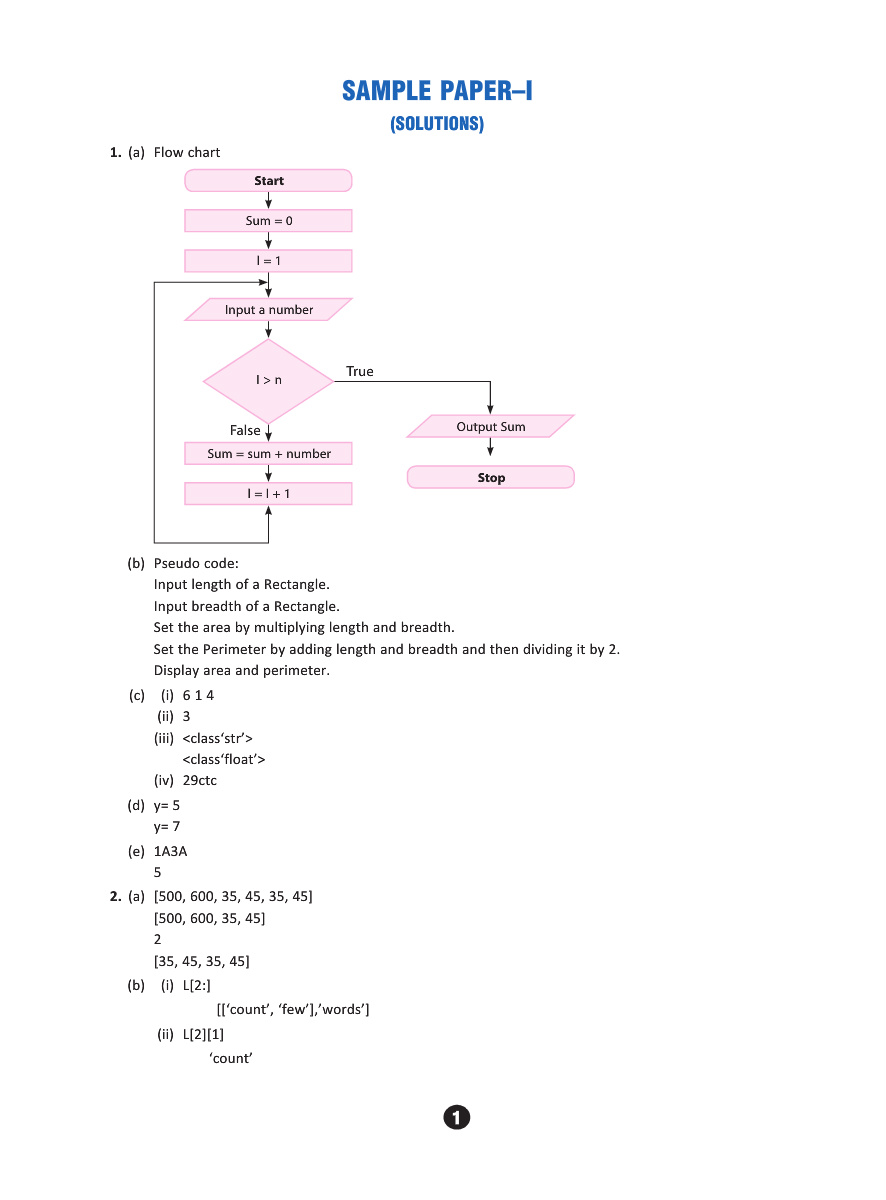 SAMPLE PAPER–I
(SOLUTIONS)
1. (a) Flow chart
Start
Sum = 0
I = 1
Input a number
I > n
True
False
Output Sum
Sum = sum + number
Stop
I = I + 1
(b) Pseudo code:
Input length of a Rectangle.
Input breadth of a Rectangle.
Set the area by multiplying length and breadth.
Set the Perimeter by adding length and breadth and then dividing it by 2.
Display area and perimeter.
(c) (i) 6 1 4
(ii) 3
(iii) <class‘str’>
<class‘float’>
(iv) 29ctc
(d) y= 5
y= 7
(e) 1A3A
5
2. (a) [500, 600, 35, 45, 35, 45]
[500, 600, 35, 45]
2
[35, 45, 35, 45]
(b) (i) L[2:]
[[‘count’, ‘few’],’words’]
(ii) L[2][1]
‘count’
1